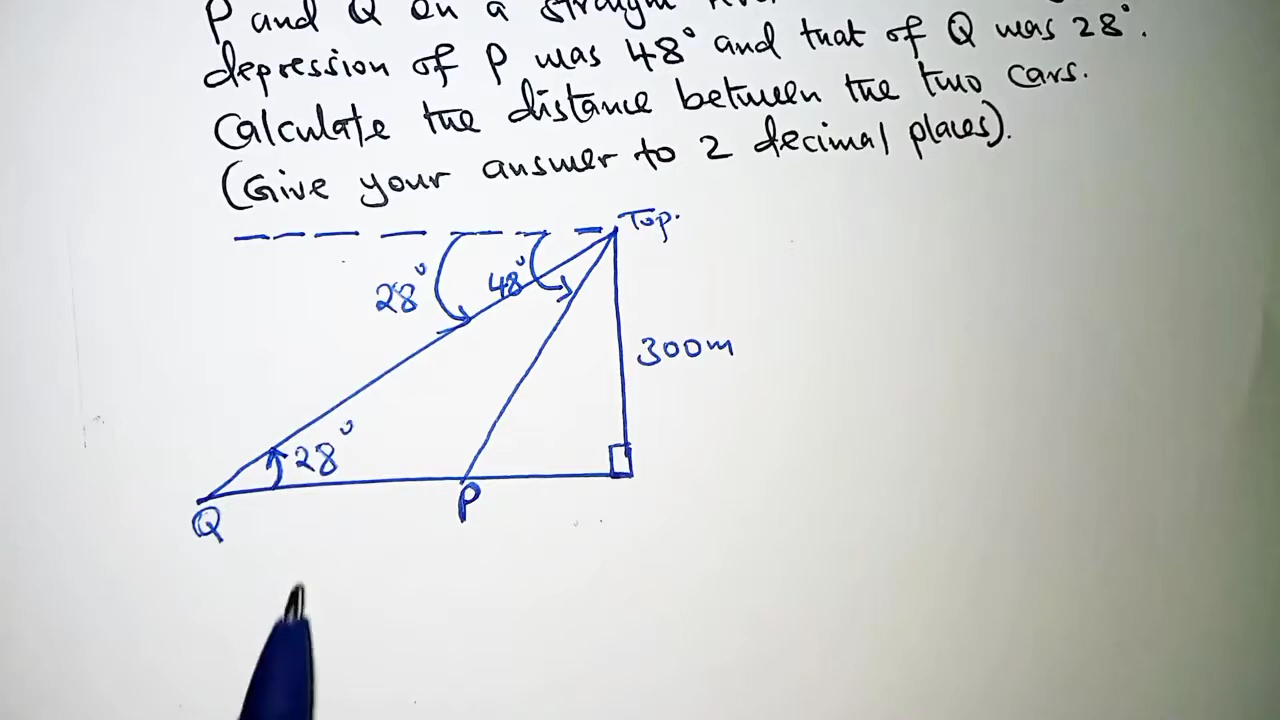 P and Q on a straight
depression of P was 48° and that of Q was 28°.
Calculate the distance between the two cars.
(Give your answer to 2 decimal places).
Top.
28° 48°
300m
28°
P
Q